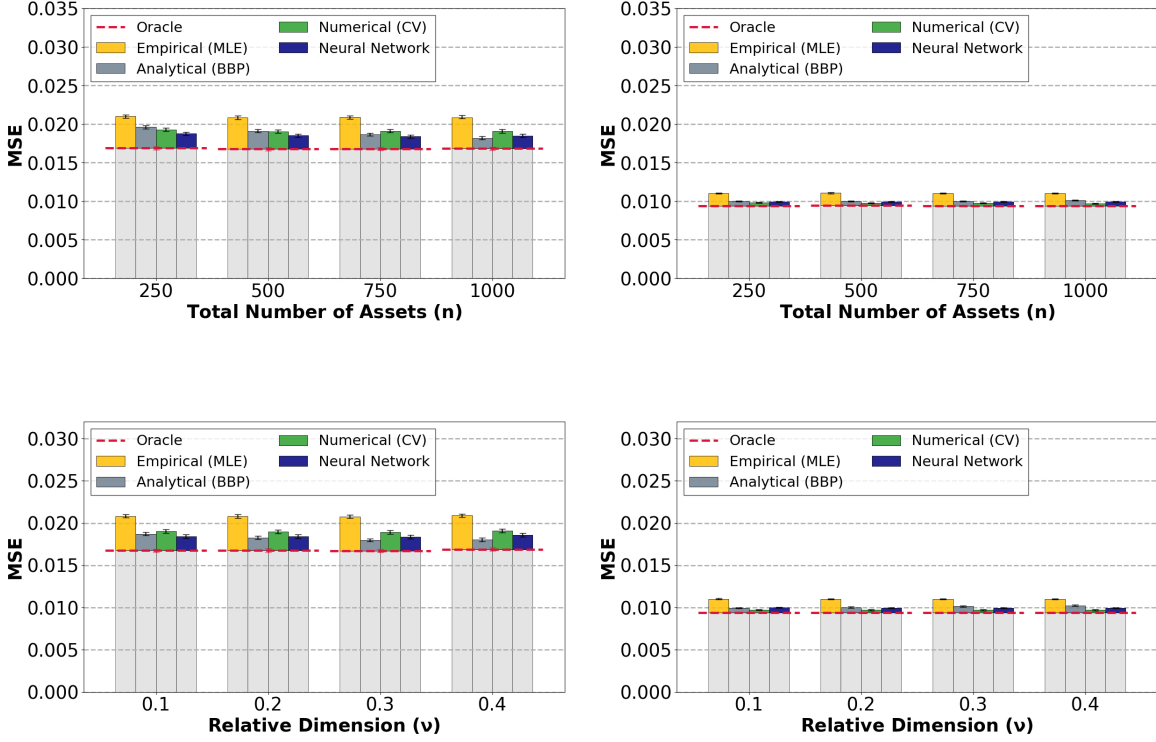 0.035
0.030
0.025
0.020
0.015
0.010
0.005
0.000
MSE
Oracle
Empirical (MLE)
Analytical (BBP)
Numerical (CV)
Neural Network
250 500 750 1000
Total Number of Assets (n)
0.035
0.030
0.025
0.020
0.015
0.010
0.005
0.000
MSE
Oracle
Empirical (MLE)
Analytical (BBP)
Numerical (CV)
Neural Network
250 500 750 1000
Total Number of Assets (n)
0.030
0.025
0.020
0.015
0.010
0.005
0.000
MSE
Oracle
Empirical (MLE)
Analytical (BBP)
Numerical (CV)
Neural Network
0.1 0.2 0.3 0.4
Relative Dimension (ν)
0.030
0.025
0.020
0.015
0.010
0.005
0.000
MSE
Oracle
Empirical (MLE)
Analytical (BBP)
Numerical (CV)
Neural Network
0.1 0.2 0.3 0.4
Relative Dimension (ν)